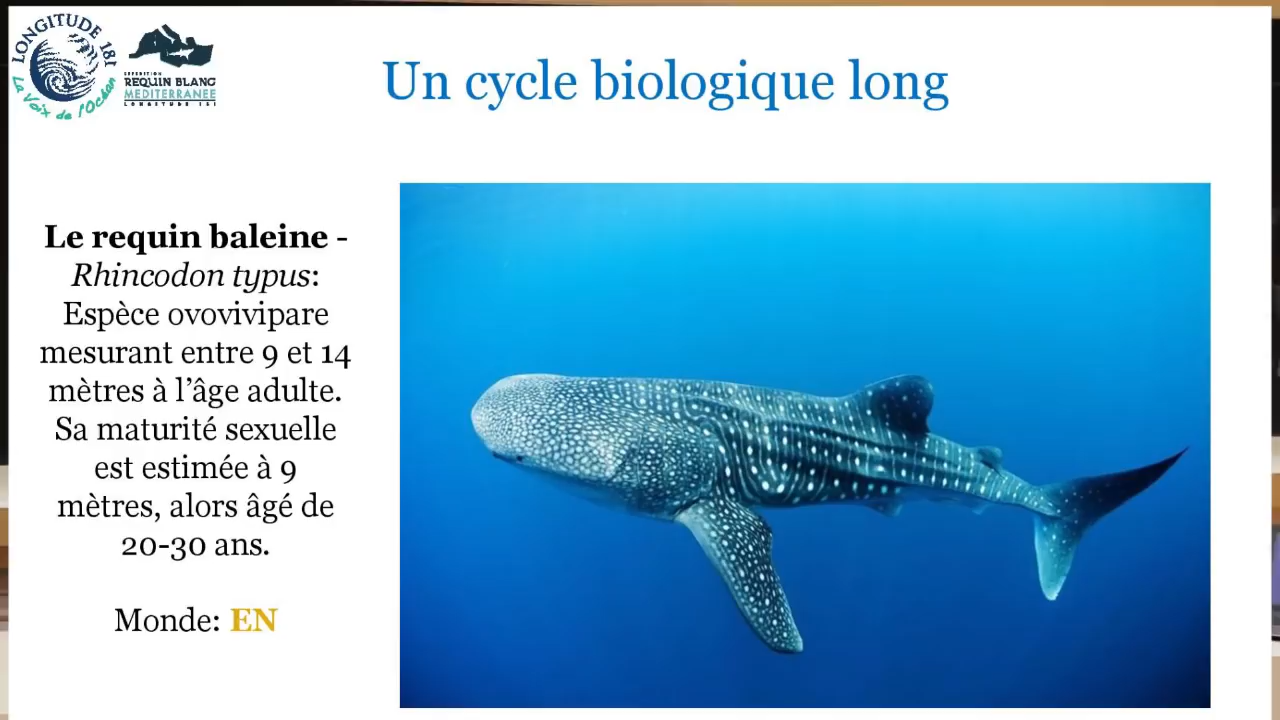 LONGITUDE 181
La Voix de l'Océan
EXPEDITION
REQUIN BLANC
MEDITERRANÉE
LONGITUDE 181
Un cycle biologique long
Le requin baleine -
Rhincodon typus:
Espèce ovovivipare
mesurant entre 9 et 14
mètres à l’âge adulte.
Sa maturité sexuelle
est estimée à 9
mètres, alors âgé de
20-30 ans.
Monde: EN